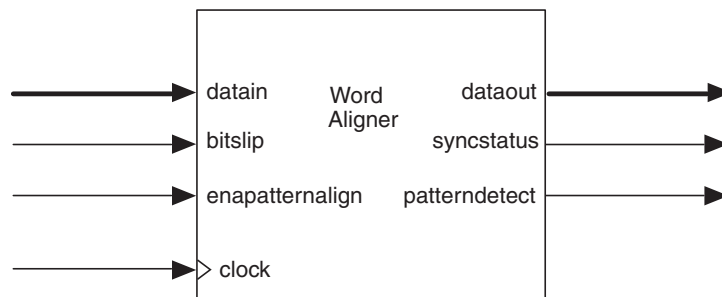 datain
Word
Aligner
dataout
bitslip
syncstatus
enapatternalign
patterndetect
clock